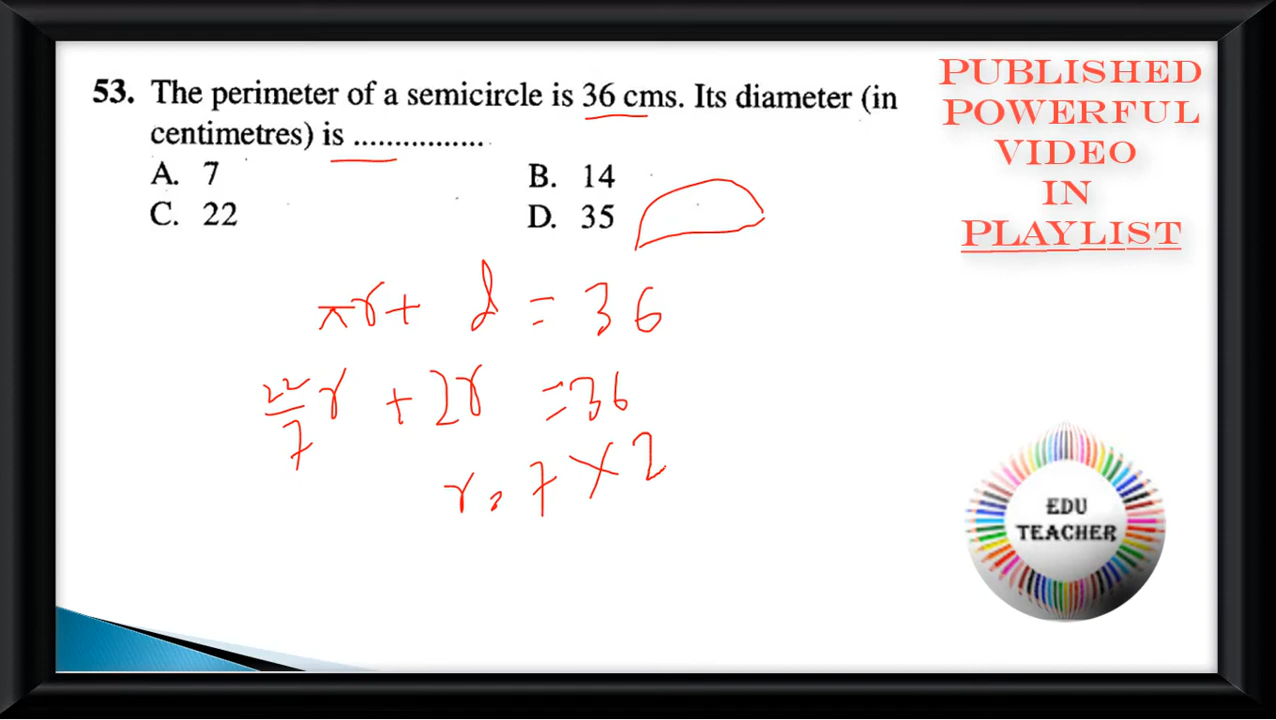 53. The perimeter of a semicircle is 36 cms. Its diameter (in
centimetres) is ................
A. 7
B. 14
C. 22
D. 35
πr + d = 36
22/7 r + 2r = 36
r = 7 × 2
PUBLISHED
POWERFUL
VIDEO
IN
PLAYLIST
EDU
TEACHER